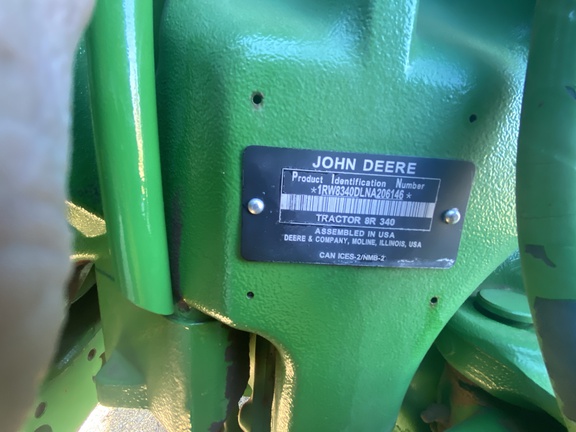 JOHN DEERE
Product Identification Number
*1RW8340DLNA206146*
TRACTOR 8R 340
ASSEMBLED IN USA
DEERE & COMPANY, MOLINE, ILLINOIS, USA
CAN ICES-2/NMB-2